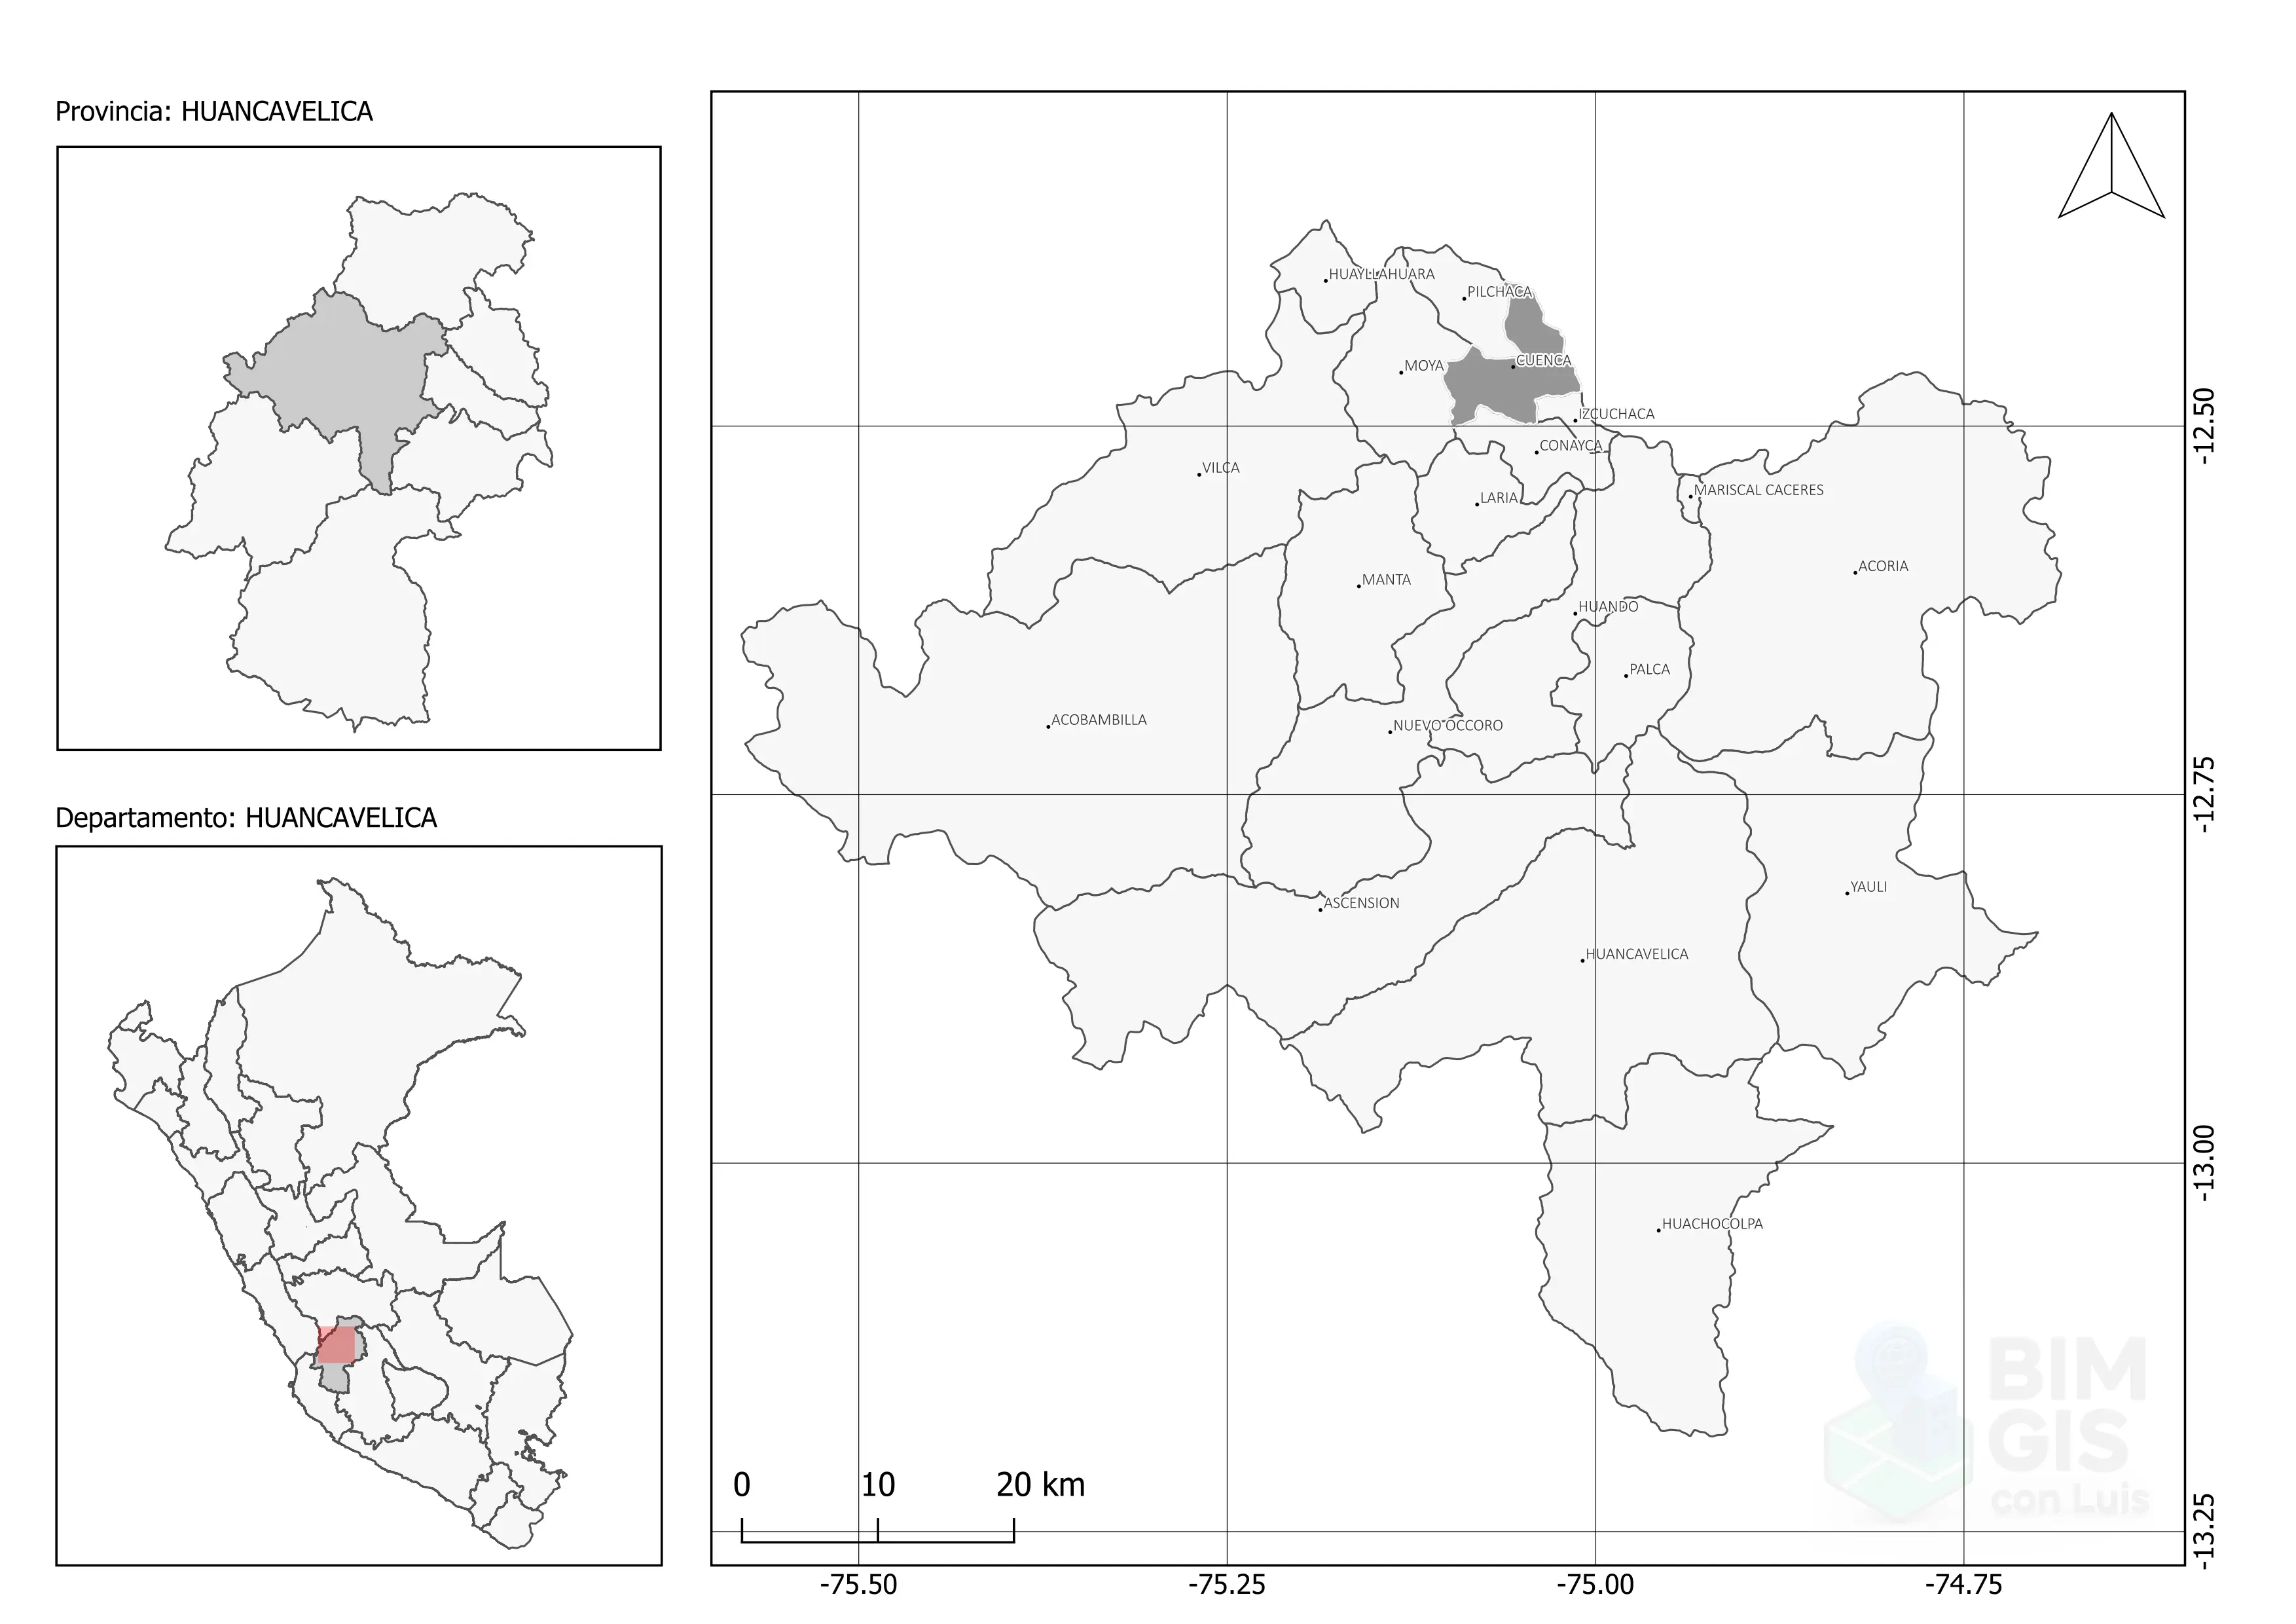 Provincia: HUANCAVELICA
Departamento: HUANCAVELICA
HUAYLLAHUARA
PILCHACA
CUENCA
MOYA
IZCUCHACA
CONAYCA
VILCA
LARIA
MARISCAL CACERES
MANTA
ACORIA
HUANDO
PALCA
ACOBAMBILLA
NUEVO OCCORO
YAULI
ASCENSION
HUANCAVELICA
HUACHOCOLPA
0 10 20 km
-12.50
-12.75
-13.00
-13.25
-75.50 -75.25 -75.00 -74.75
BIM
GIS
con Luis